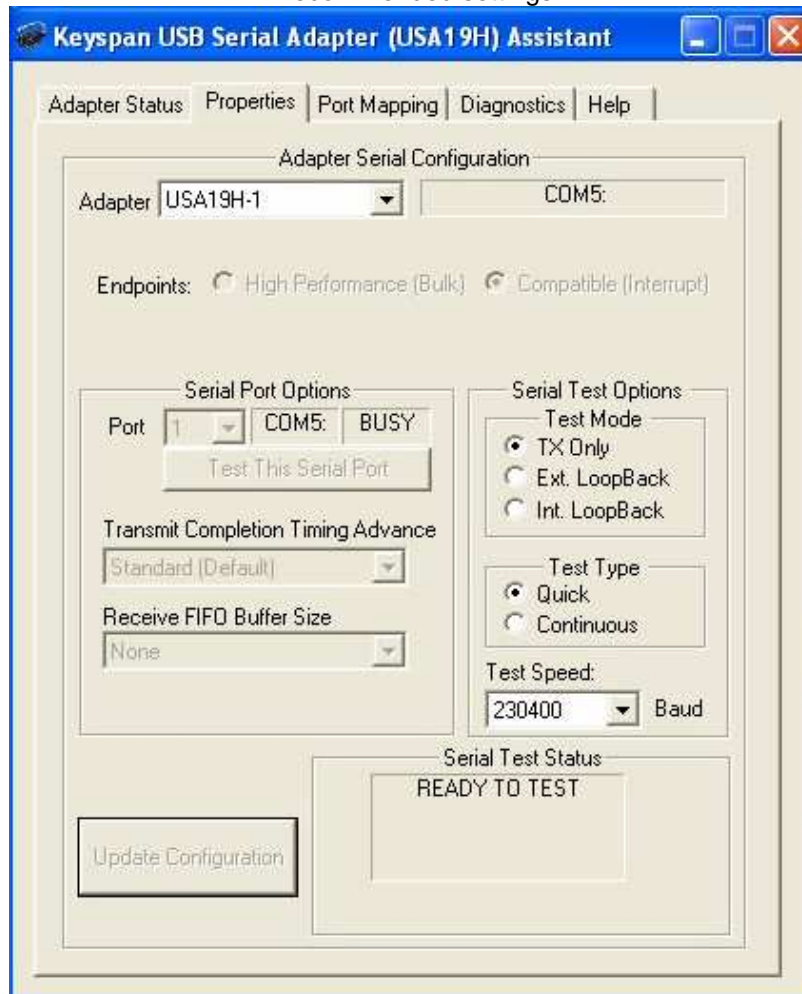 Keyspan USB Serial Adapter (USA19H) Assistant
Adapter Status Properties Port Mapping Diagnostics Help
Adapter Serial Configuration
Adapter USA19H-1 COM5:
Endpoints: High Performance (Bulk) Compatible (Interrupt)
Serial Port Options
Port 1 COM5: BUSY
Test This Serial Port
Transmit Completion Timing Advance
Standard (Default)
Receive FIFO Buffer Size
None
Serial Test Options
Test Mode
TX Only
Ext. LoopBack
Int. LoopBack
Test Type
Quick
Continuous
Test Speed:
230400 Baud
Serial Test Status
READY TO TEST
Update Configuration